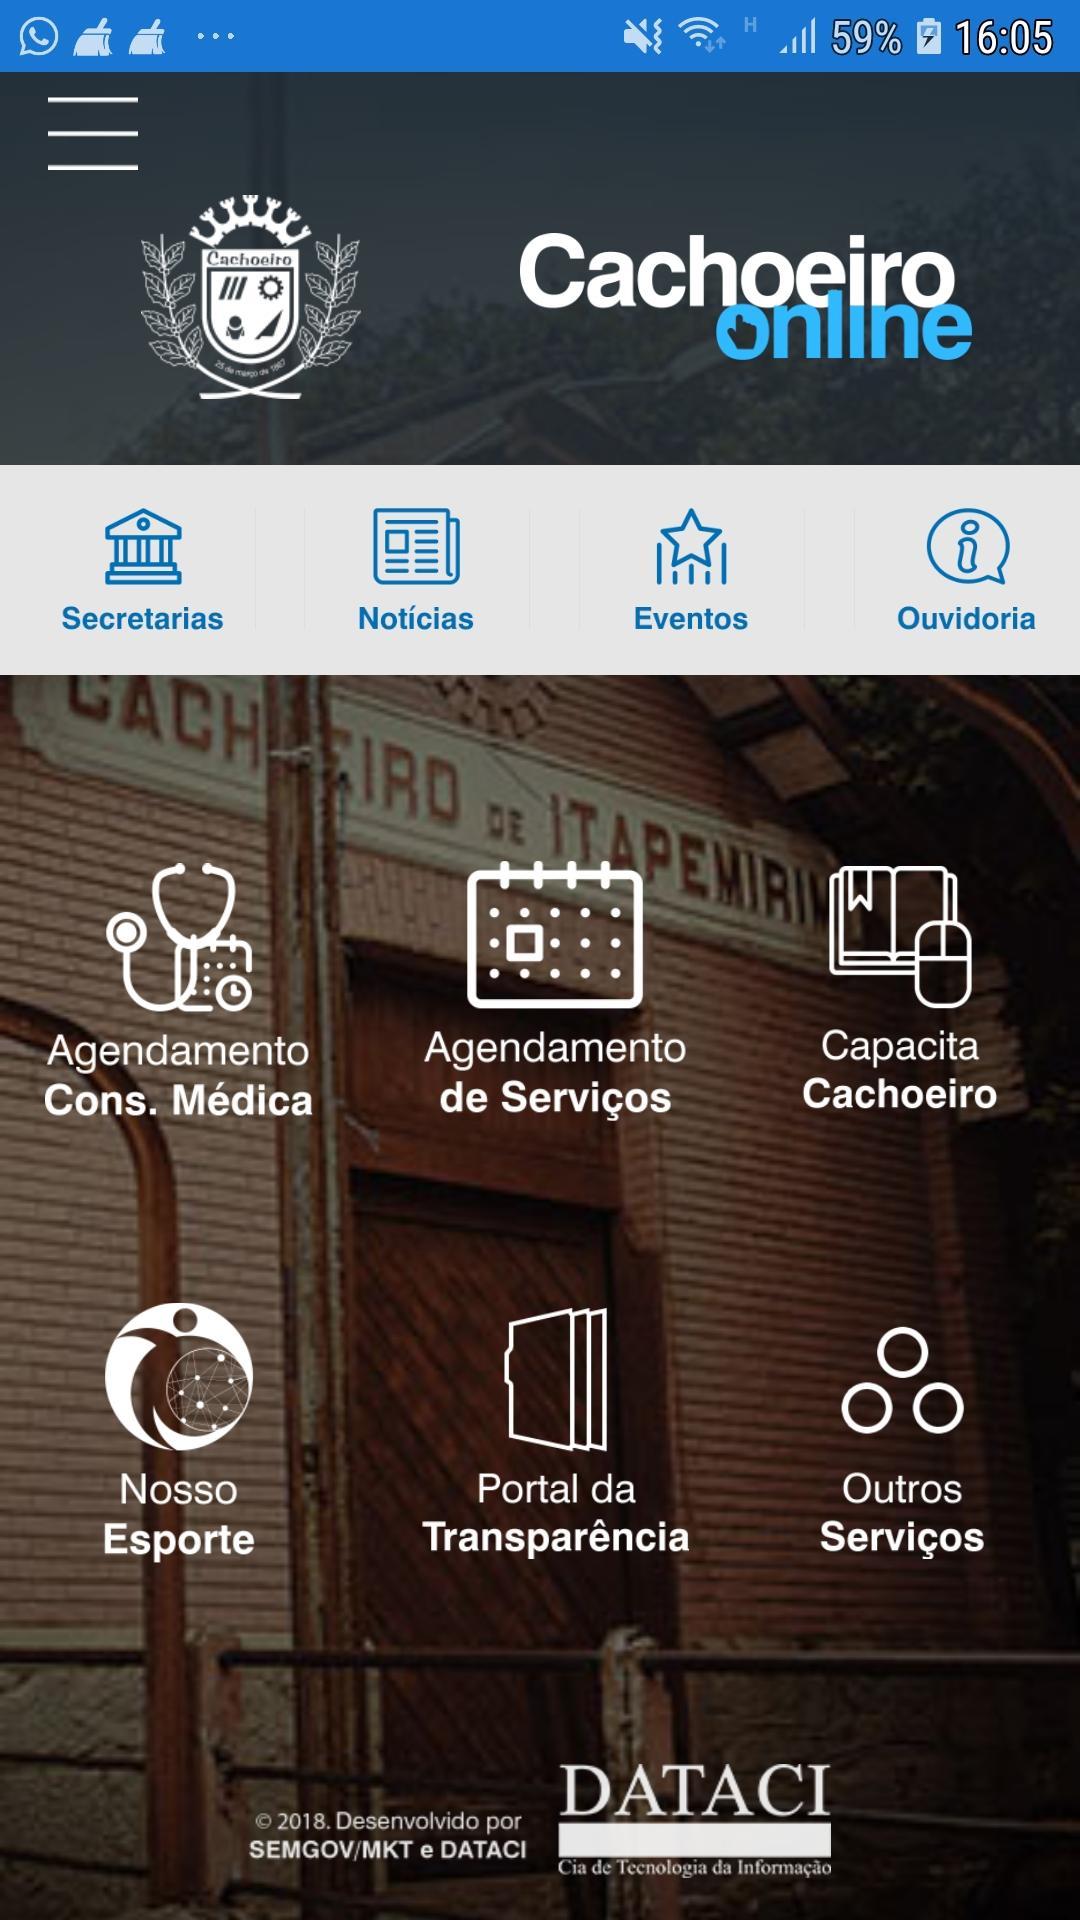 H 59% 16:05
Cachoeiro
25 de março de 1867
Cachoeiro
online
Secretarias Notícias Eventos Ouvidoria
CACHOEIRO DE ITAPEMIRIM
Agendamento
Cons. Médica
Agendamento
de Serviços
Capacita
Cachoeiro
Nosso
Esporte
Portal da
Transparência
Outros
Serviços
© 2018. Desenvolvido por
SEMGOV/MKT e DATACI
DATACI
Cia de Tecnologia da Informação